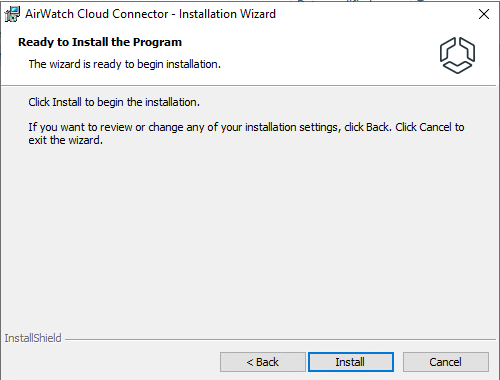 AirWatch Cloud Connector - Installation Wizard
Ready to Install the Program
The wizard is ready to begin installation.
Click Install to begin the installation.
If you want to review or change any of your installation settings, click Back. Click Cancel to
exit the wizard.
InstallShield
< Back
Install
Cancel